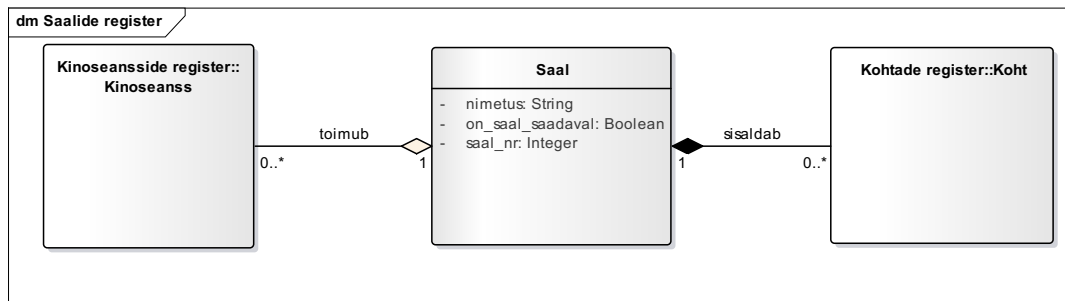 dm Saalide register
Kinoseansside register::
Kinoseanss
toimub
0..*
1
Saal
- nimetus: String
- on_saal_saadaval: Boolean
- saal_nr: Integer
sisaldab
1
0..*
Kohtade register::Koht